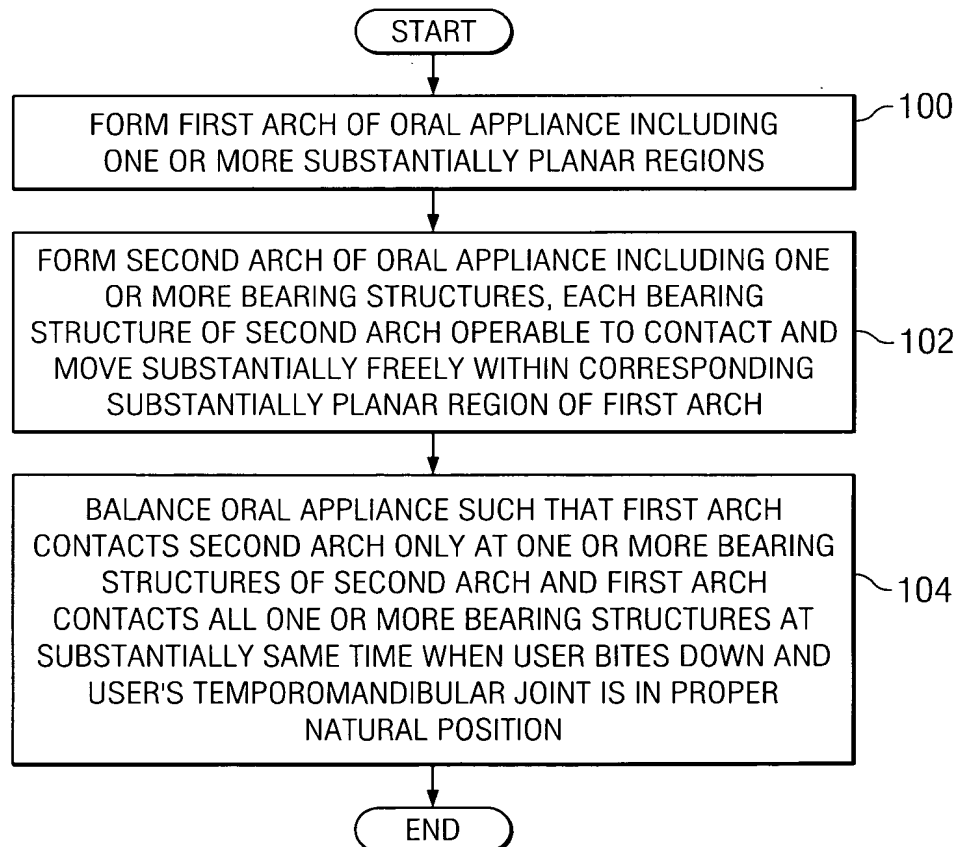 START
FORM FIRST ARCH OF ORAL APPLIANCE INCLUDING
ONE OR MORE SUBSTANTIALLY PLANAR REGIONS
100
FORM SECOND ARCH OF ORAL APPLIANCE INCLUDING ONE
OR MORE BEARING STRUCTURES, EACH BEARING
STRUCTURE OF SECOND ARCH OPERABLE TO CONTACT AND
MOVE SUBSTANTIALLY FREELY WITHIN CORRESPONDING
SUBSTANTIALLY PLANAR REGION OF FIRST ARCH
102
BALANCE ORAL APPLIANCE SUCH THAT FIRST ARCH
CONTACTS SECOND ARCH ONLY AT ONE OR MORE BEARING
STRUCTURES OF SECOND ARCH AND FIRST ARCH
CONTACTS ALL ONE OR MORE BEARING STRUCTURES AT
SUBSTANTIALLY SAME TIME WHEN USER BITES DOWN AND
USER'S TEMPOROMANDIBULAR JOINT IS IN PROPER
NATURAL POSITION
104
END